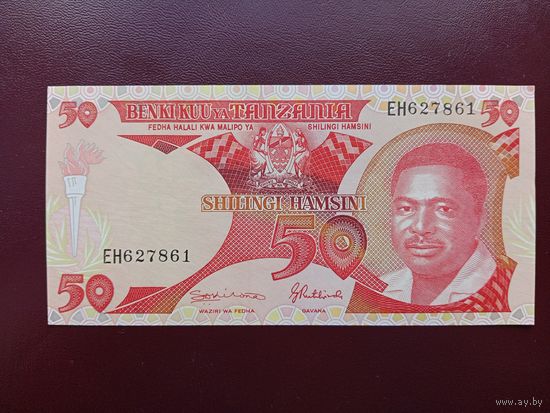 50 BENKI KUU YA TANZANIA EH627861 50
FEDHA HALALI KWA MALIPO YA SHILINGI HAMSINI
SHILINGI HAMSINI
50
EH627861
50
WAZIRI WA FEDHA GAVANA
www.ay.by